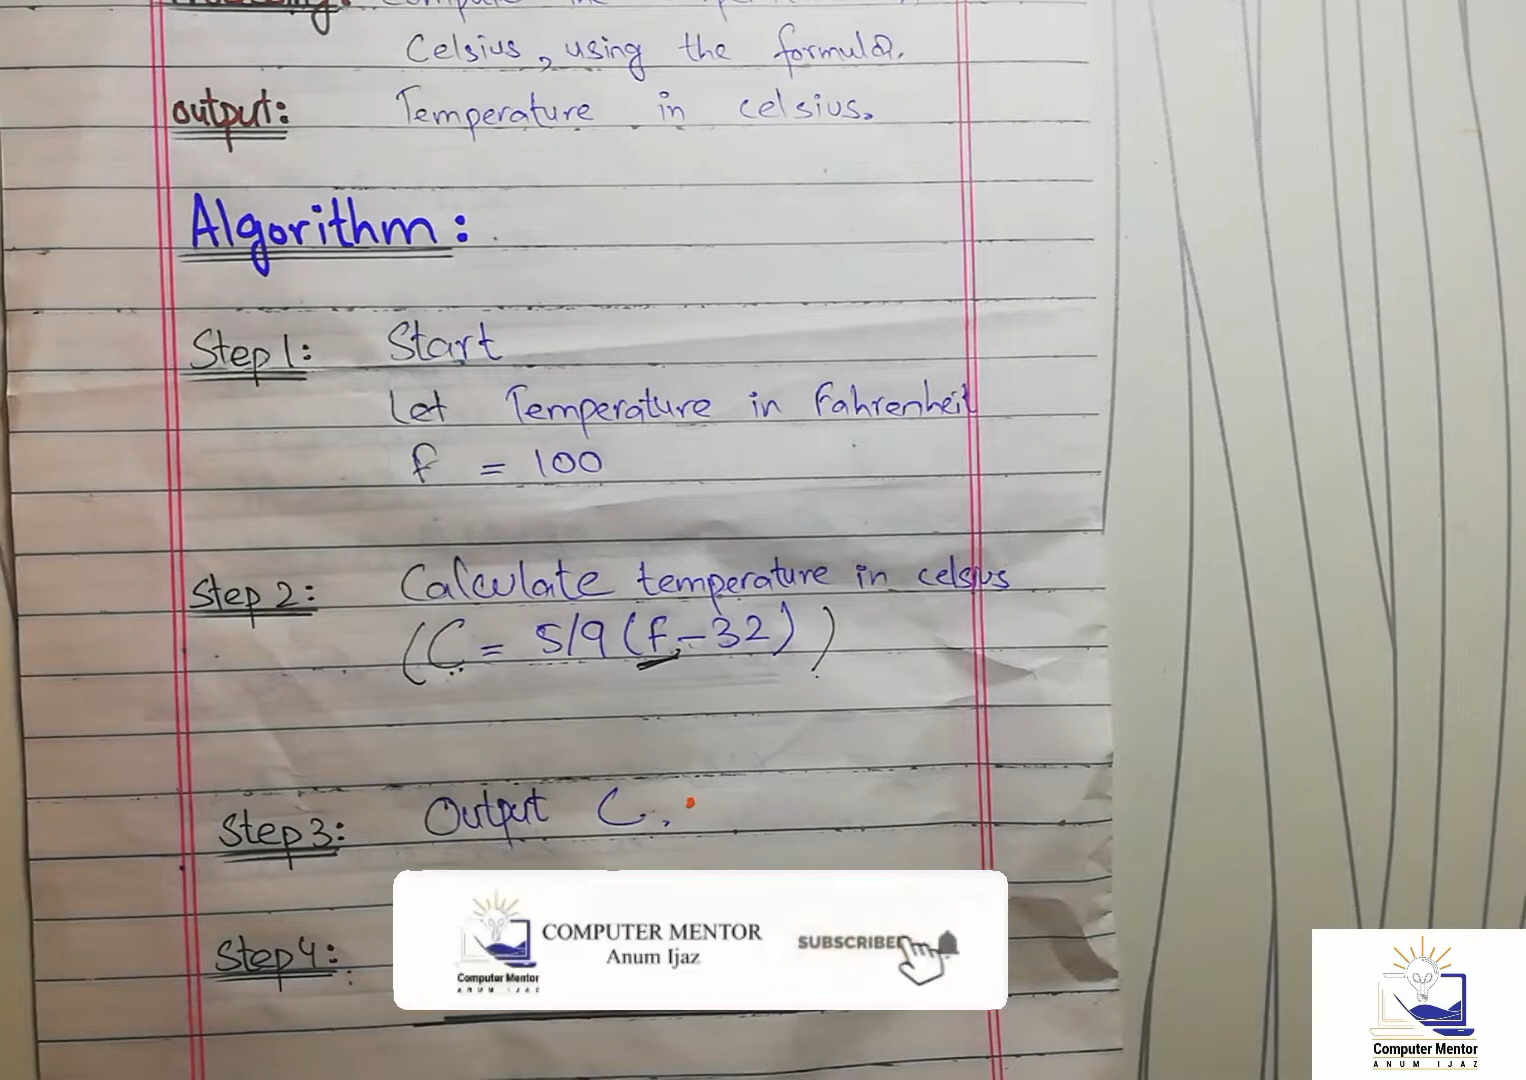 Celsius, using the formula.
output: Temperature in celsius.
Algorithm:
Step 1: Start
Let Temperature in Fahrenheit
f = 100
Step 2: Calculate temperature in celsius
(C = 5/9 (f-32))
Step 3: Output C.
Step 4:
COMPUTER MENTOR
Anum Ijaz
SUBSCRIBE
Computer Mentor
ANUM IJAZ
Computer Mentor
ANUM IJAZ